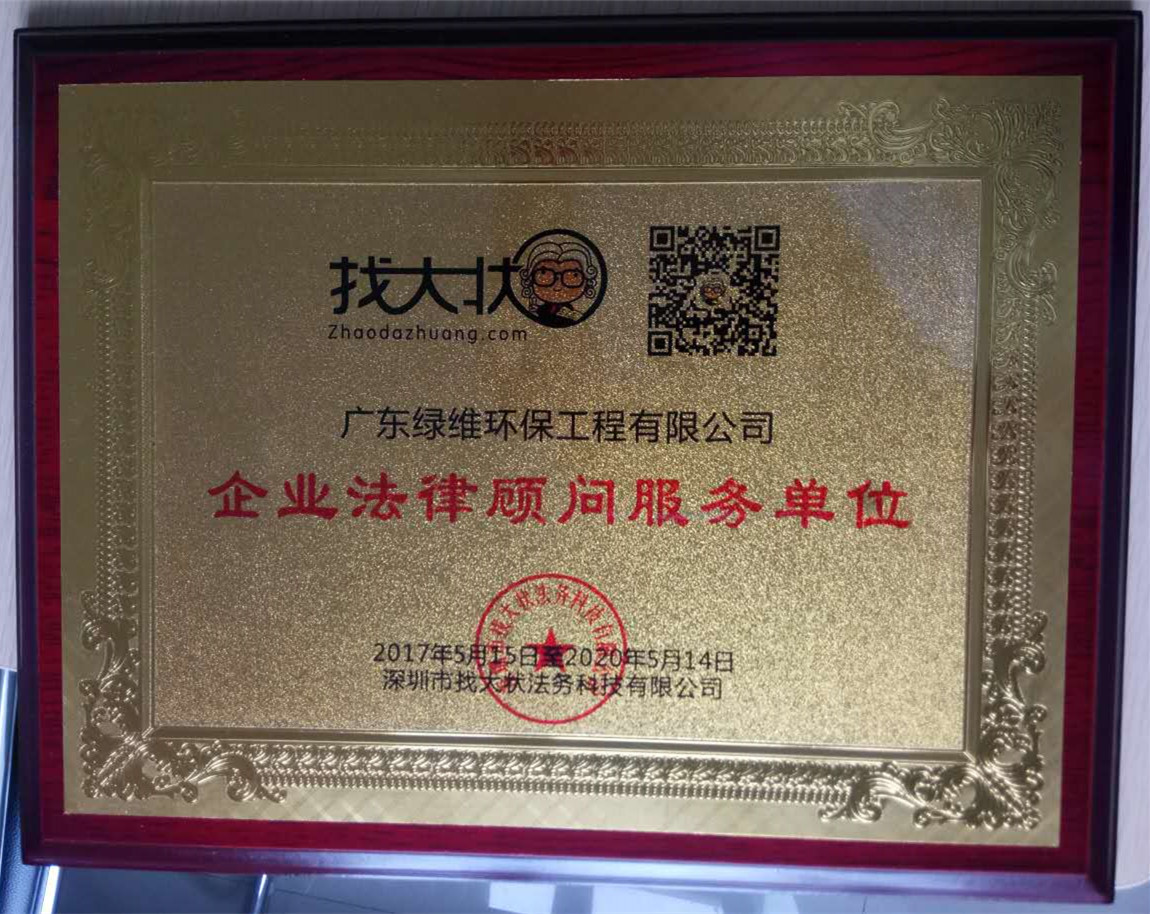 找大状
Zhaodazhuang.com
广东绿维环保工程有限公司
企业法律顾问服务单位
2017年5月15日至2020年5月14日
深圳市找大状法务科技有限公司